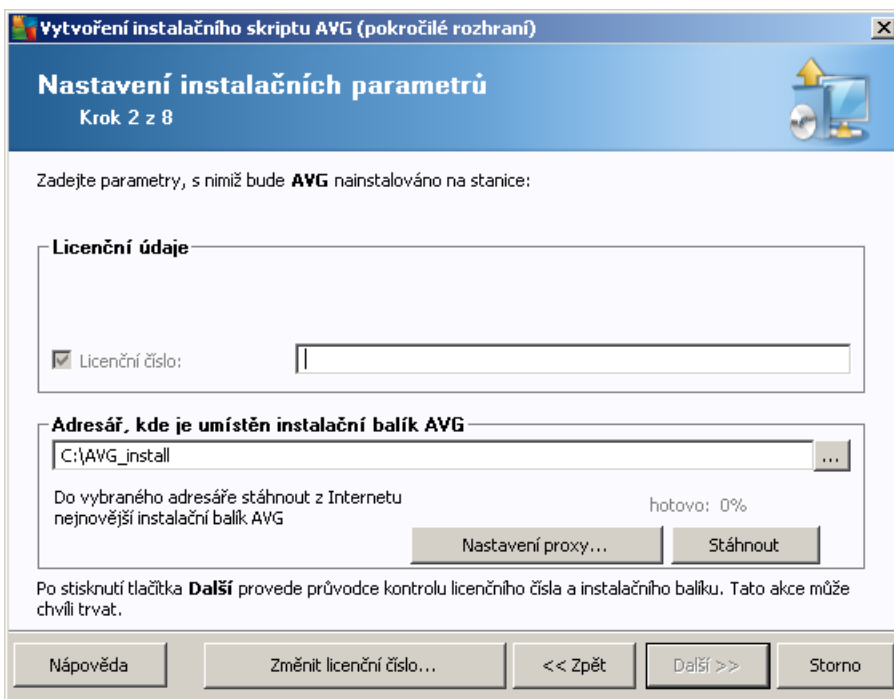 Vytvoření instalačního skriptu AVG (pokročilé rozhraní)
Nastavení instalačních parametrů
Krok 2 z 8
Zadejte parametry, s nimiž bude AVG nainstalováno na stanice:
Licenční údaje
Licenční číslo:
Adresář, kde je umístěn instalační balík AVG
C:\AVG_install
...
Do vybraného adresáře stáhnout z Internetu
nejnovější instalační balík AVG
hotovo: 0%
Nastavení proxy...
Stáhnout
Po stisknutí tlačítka Další provede průvodce kontrolu licenčního čísla a instalačního balíku. Tato akce může
chvíli trvat.
Nápověda
Změnit licenční číslo...
<< Zpět
Další >>
Storno